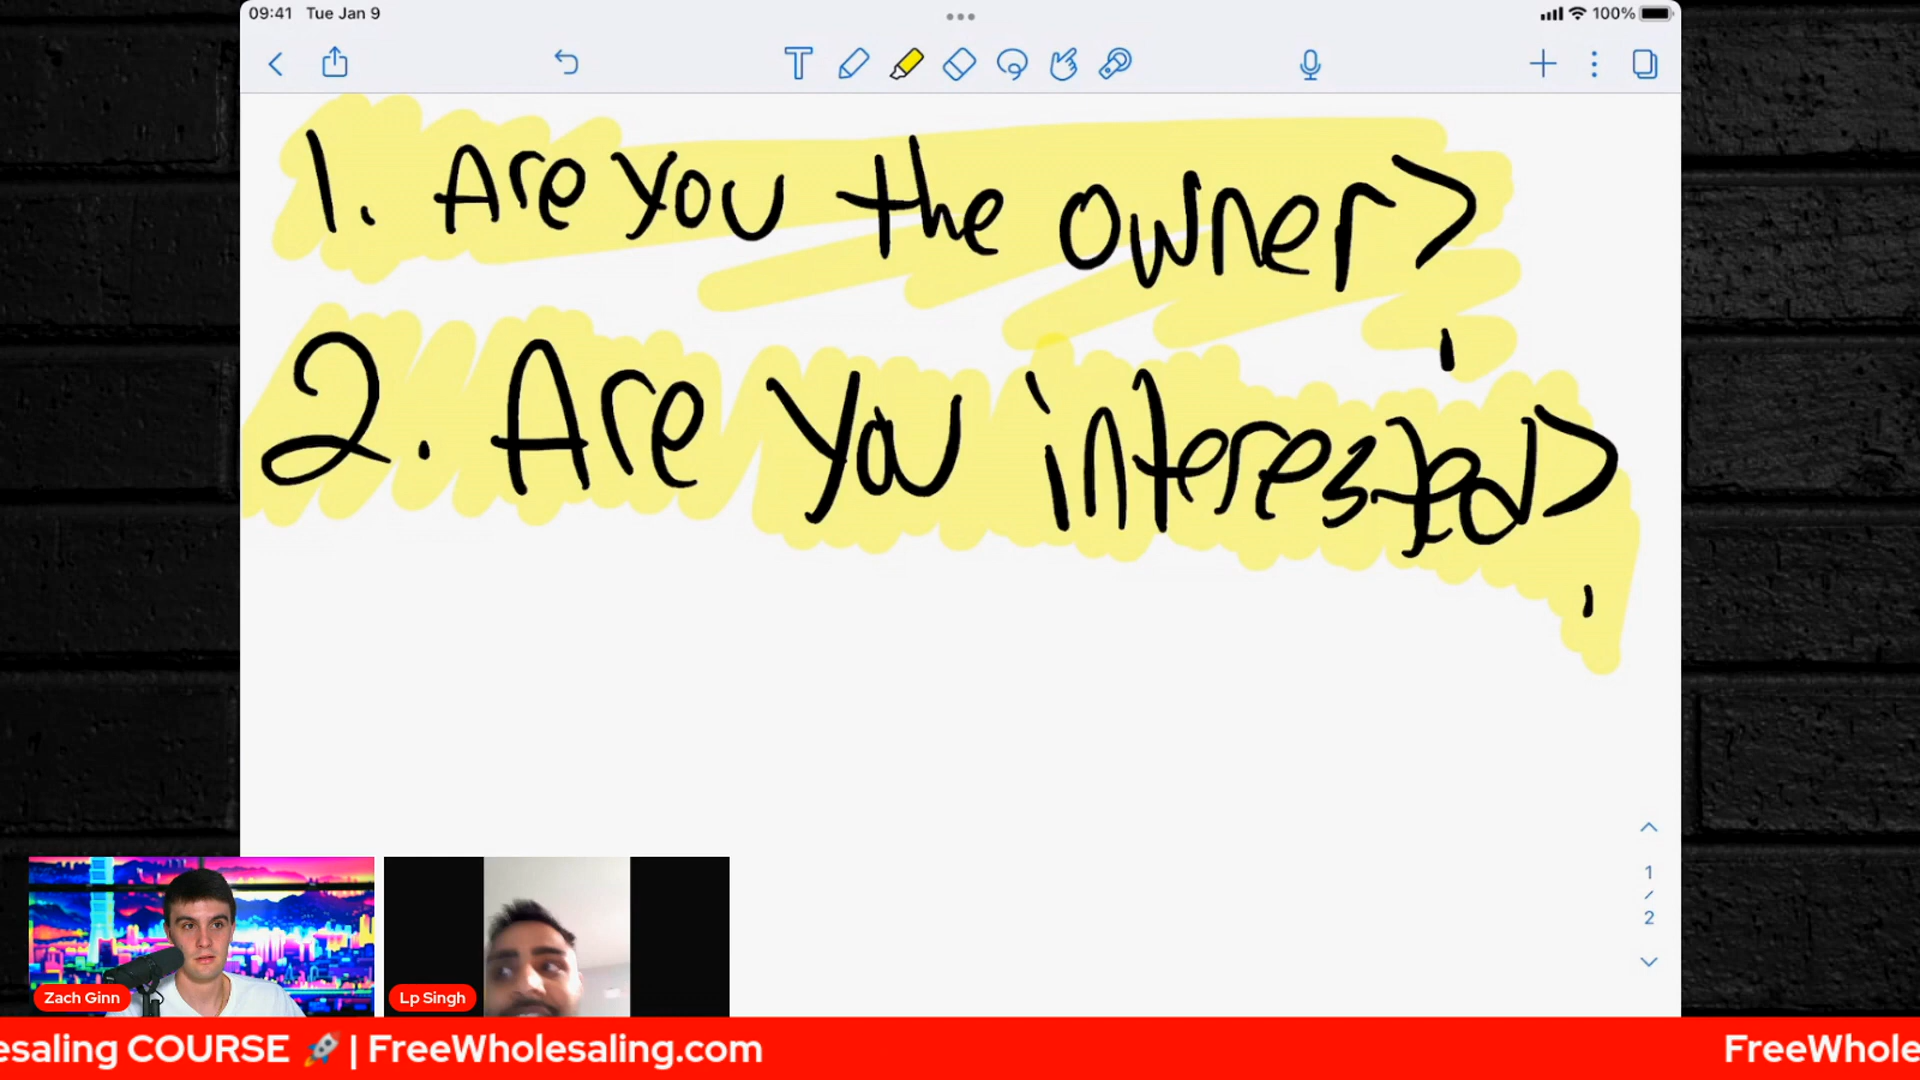 09:41 Tue Jan 9
100%
1. Are you the owner?
2. Are you interested?
1
/
2
Zach Ginn
Lp Singh
esaling COURSE 🚀 | FreeWholesaling.com
FreeWhole